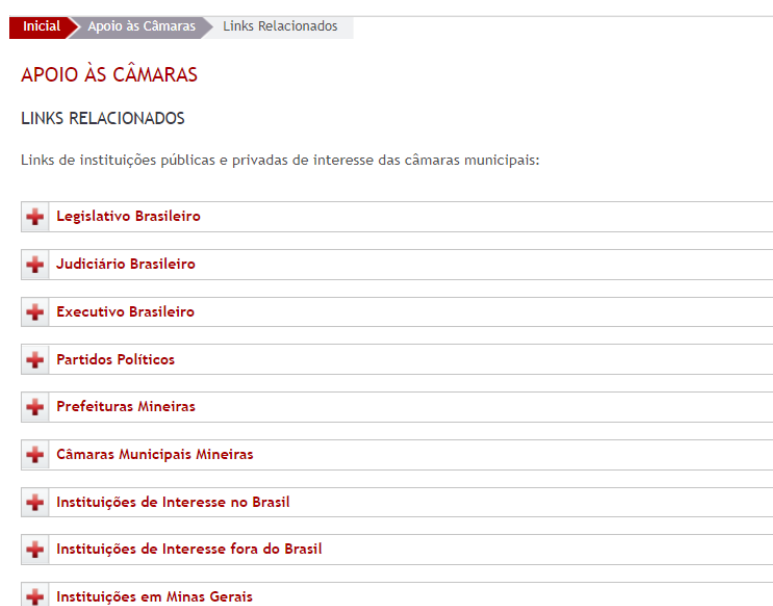 Inicial Apoio às Câmaras Links Relacionados
APOIO ÀS CÂMARAS
LINKS RELACIONADOS
Links de instituições públicas e privadas de interesse das câmaras municipais:
Legislativo Brasileiro
Judiciário Brasileiro
Executivo Brasileiro
Partidos Políticos
Prefeituras Mineiras
Câmaras Municipais Mineiras
Instituições de Interesse no Brasil
Instituições de Interesse fora do Brasil
Instituições em Minas Gerais